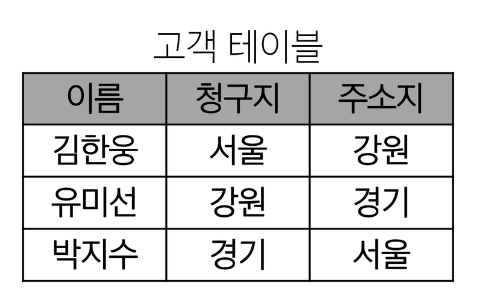 고객 테이블
이름 청구지 주소지
김한웅 서울 강원
유미선 강원 경기
박지수 경기 서울